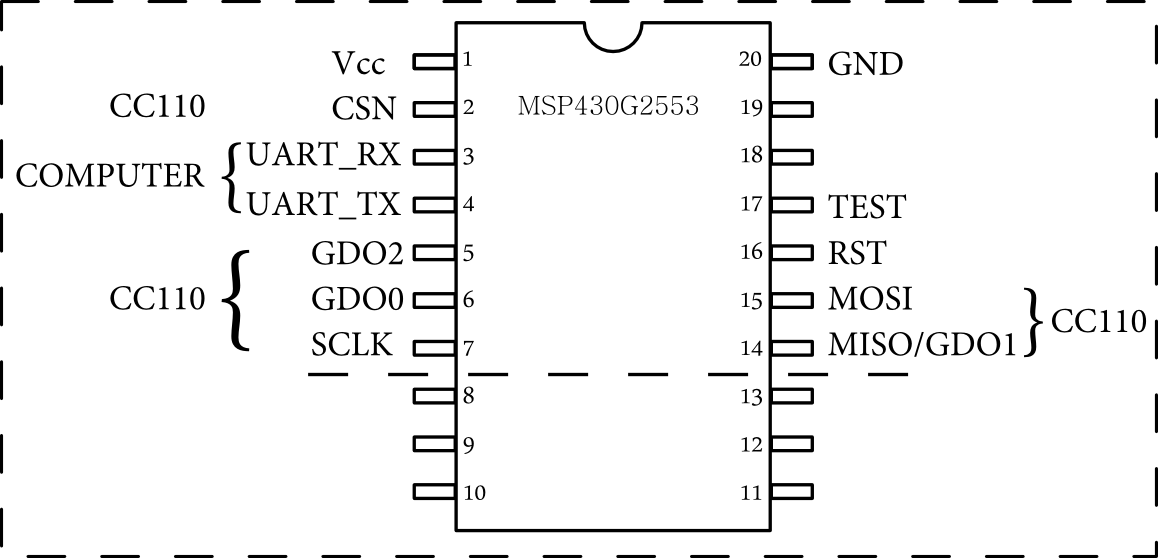 Vcc 1 20 GND
CC110 CSN 2 MSP430G2553 19
UART_RX 3 18
COMPUTER
UART_TX 4 17 TEST
GDO2 5 16 RST
CC110 GDO0 6 15 MOSI
CC110
SCLK 7 14 MISO/GDO1
8 13
9 12
10 11